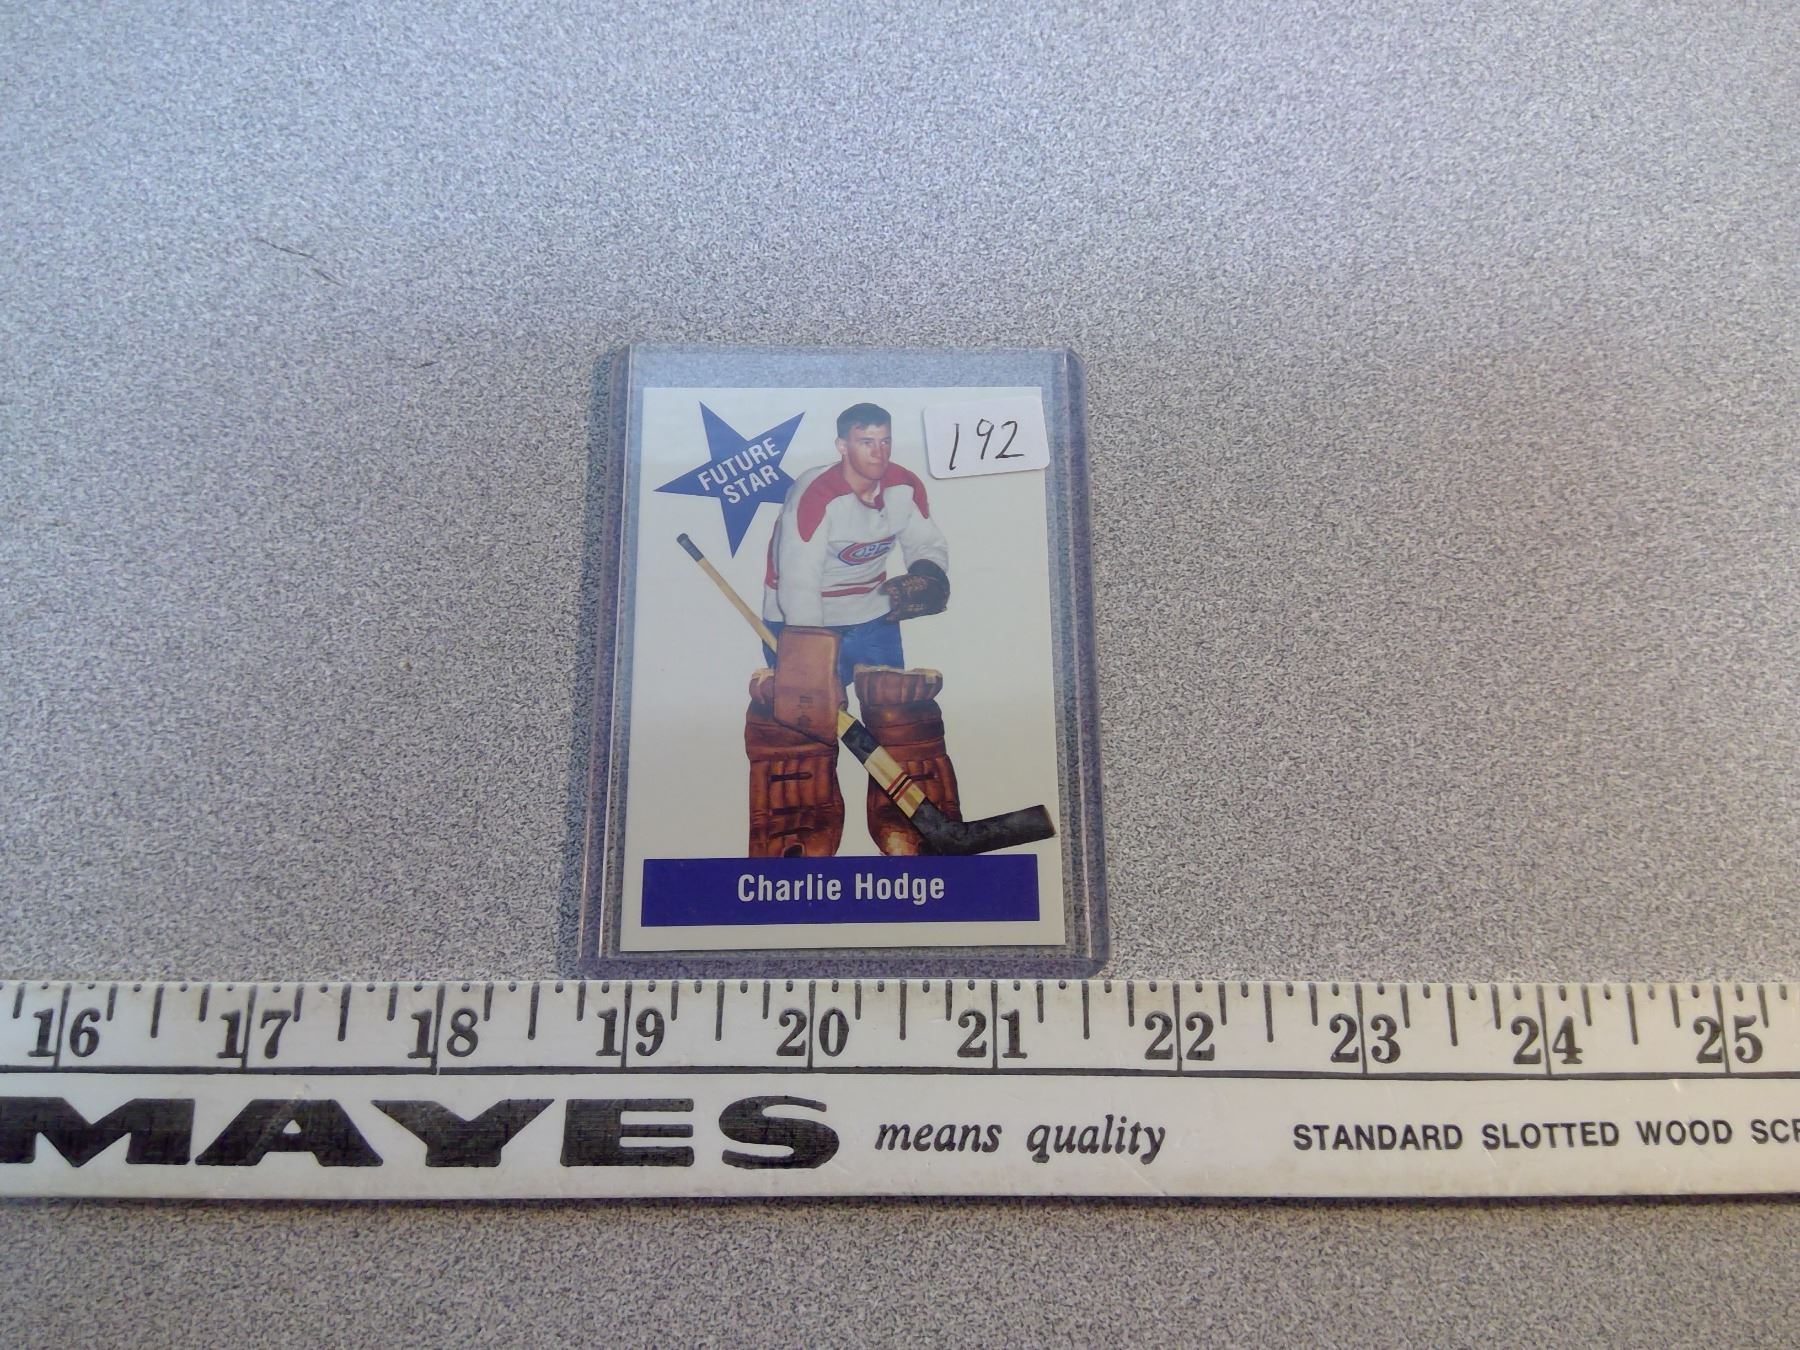 FUTURE
STAR
192
CH
Charlie Hodge
16 17 18 19 20 21 22 23 24 25
MAYES means quality STANDARD SLOTTED WOOD SCR